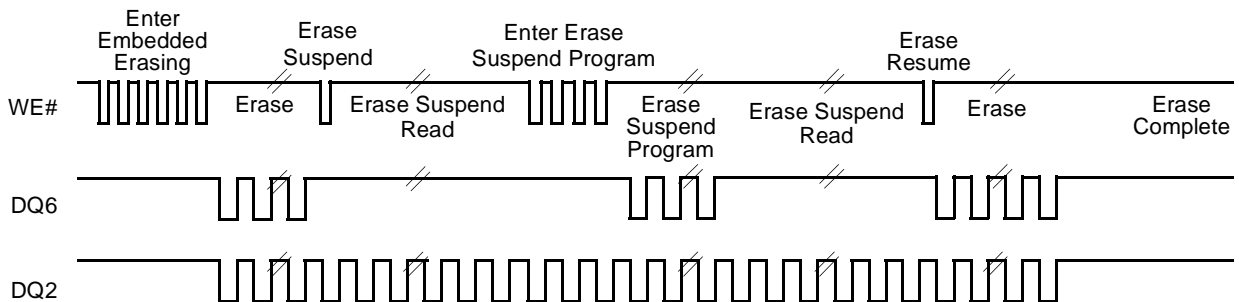 Enter
Embedded
Erasing
Erase
Suspend
Enter Erase
Suspend Program
Erase
Resume
WE#
Erase
Erase Suspend
Read
Erase
Suspend
Program
Erase Suspend
Read
Erase
Erase
Complete
DQ6
DQ2